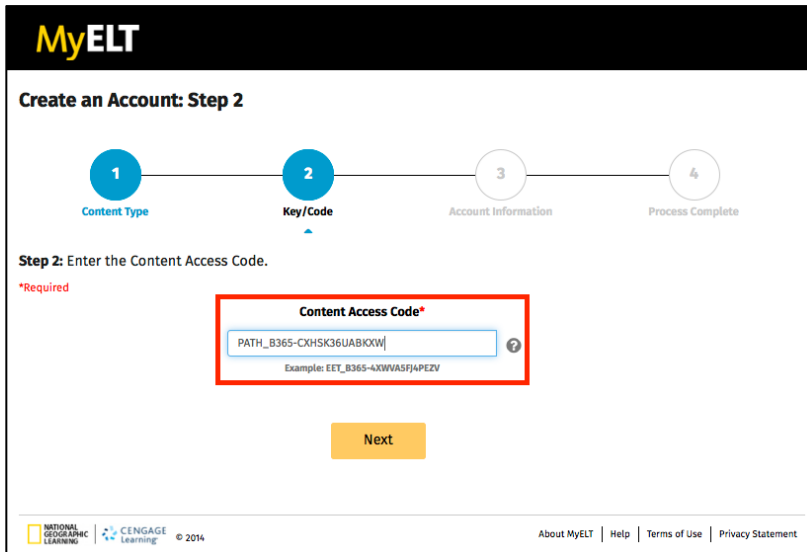 MyELT
Create an Account: Step 2
1
2
3
4
Content Type
Key/Code
Account Information
Process Complete
Step 2: Enter the Content Access Code.
*Required
Content Access Code*
PATH_B365-CXHSK36UABKXW
?
Example: EET_B365-4XWVA5FJ4PEZV
Next
NATIONAL
GEOGRAPHIC
LEARNING
CENGAGE
Learning
© 2014
About MyELT | Help | Terms of Use | Privacy Statement